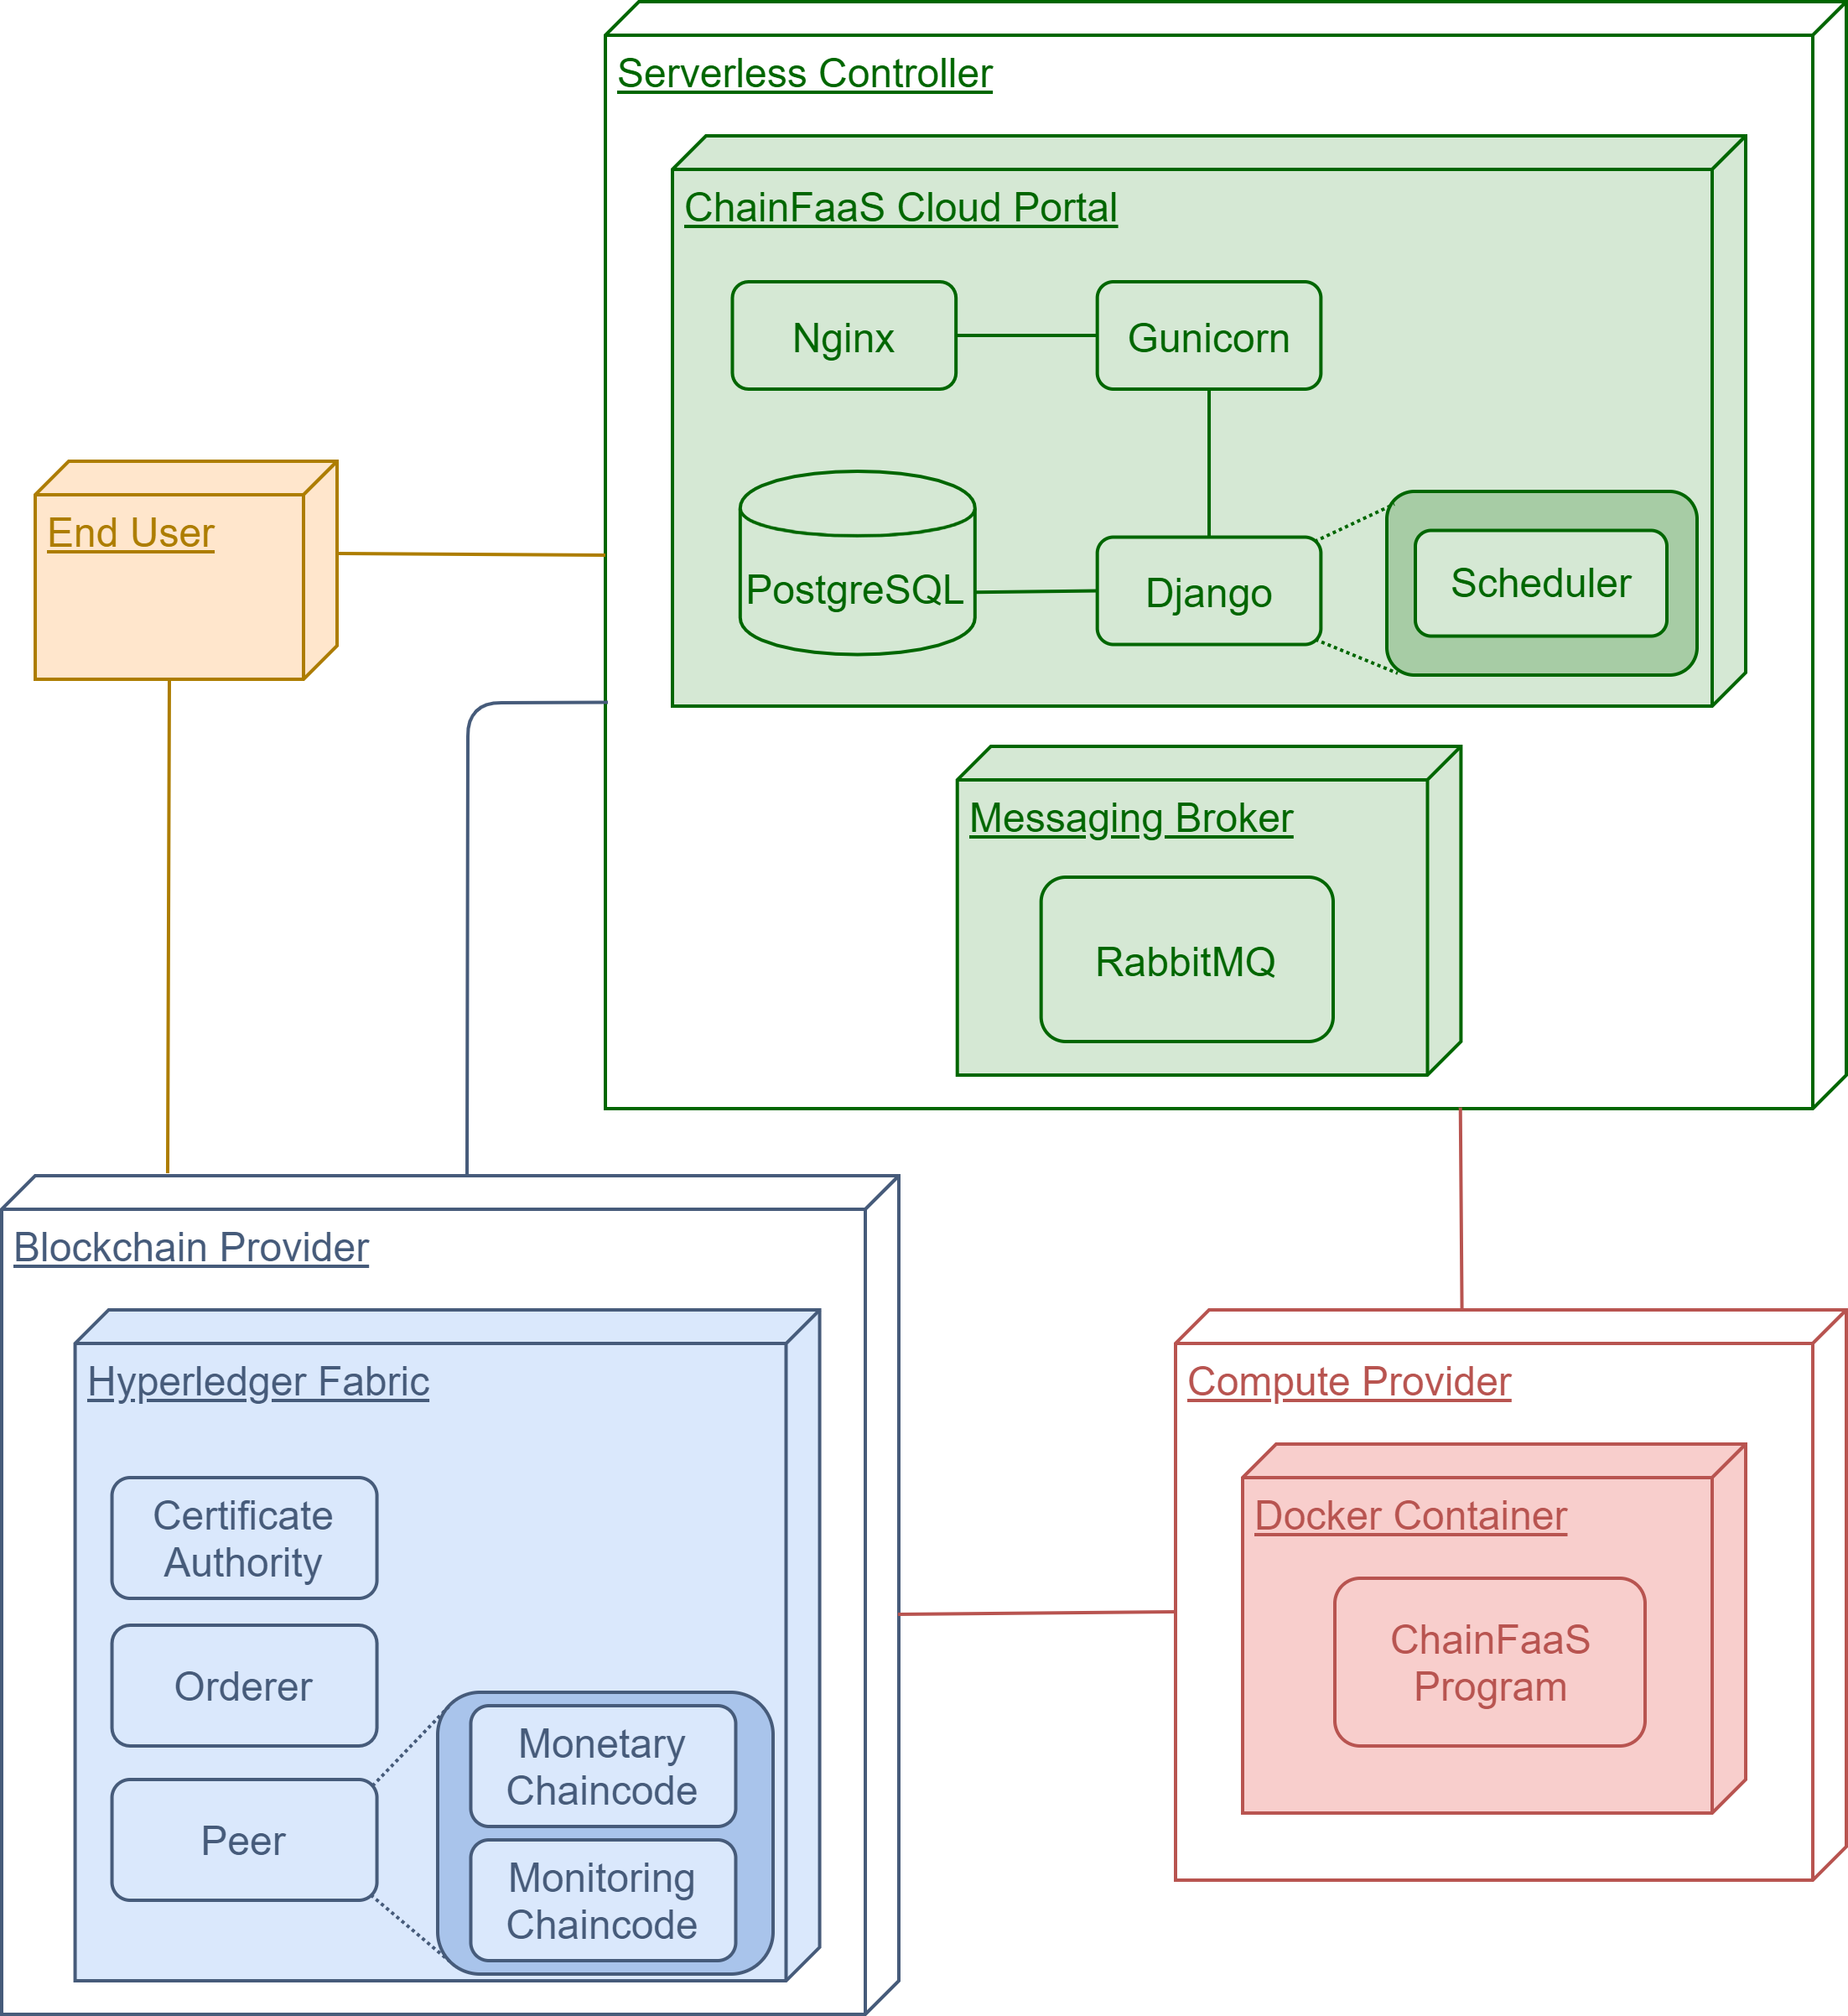 Serverless Controller
ChainFaaS Cloud Portal
Nginx
Gunicorn
End User
PostgreSQL
Django
Scheduler
Messaging Broker
RabbitMQ
Blockchain Provider
Hyperledger Fabric
Certificate
Authority
Orderer
Peer
Monetary
Chaincode
Monitoring
Chaincode
Compute Provider
Docker Container
ChainFaaS
Program